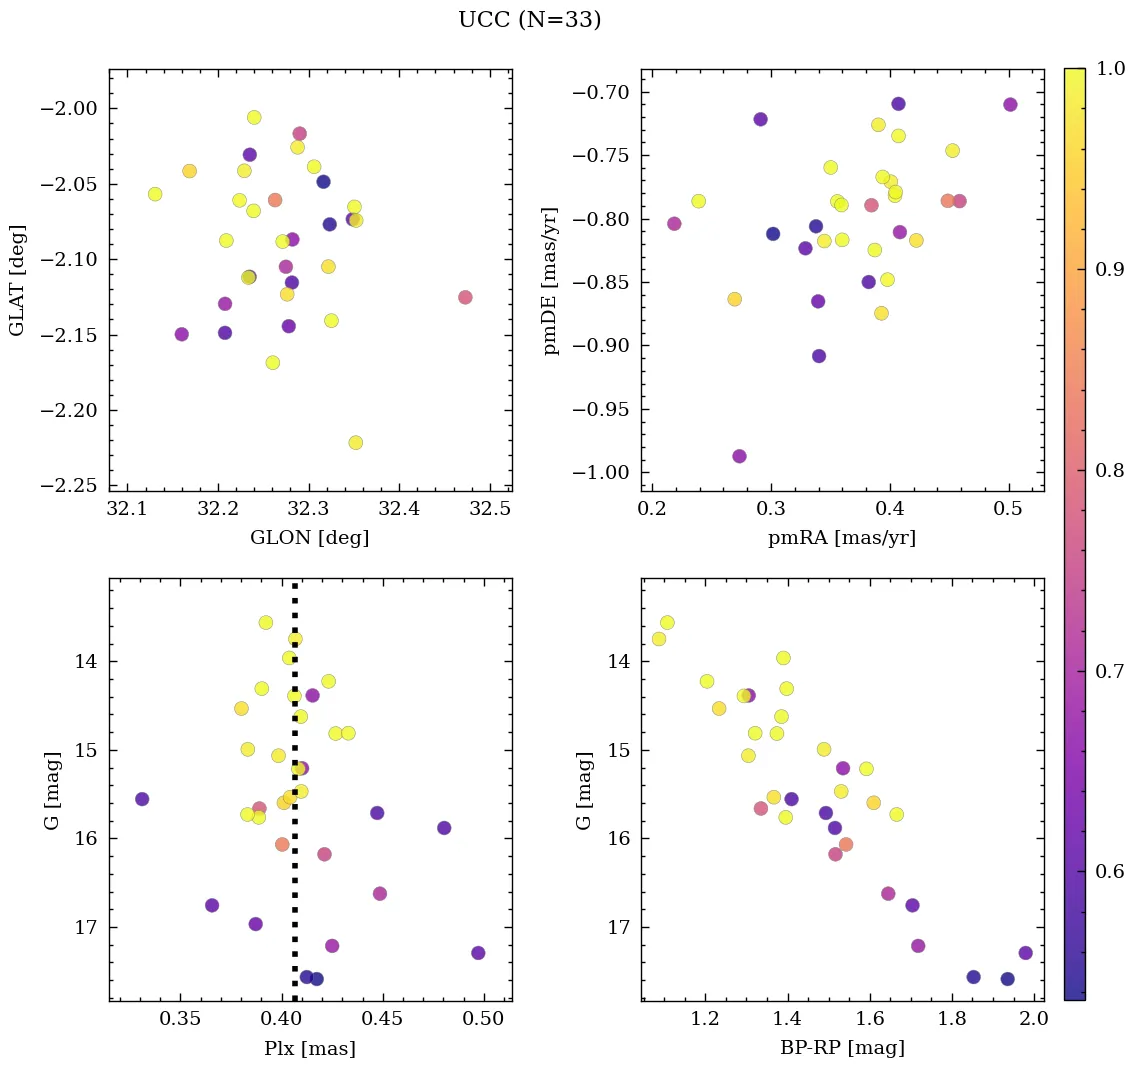 UCC (N=33)
−2.00
−2.05
−2.10
−2.15
−2.20
−2.25
GLAT [deg]
32.1 32.2 32.3 32.4 32.5
GLON [deg]
−0.70
−0.75
−0.80
−0.85
−0.90
−0.95
−1.00
pmDE [mas/yr]
0.2 0.3 0.4 0.5
pmRA [mas/yr]
14
15
16
17
G [mag]
0.35 0.40 0.45 0.50
Plx [mas]
14
15
16
17
G [mag]
1.2 1.4 1.6 1.8 2.0
BP-RP [mag]
1.0
0.9
0.8
0.7
0.6